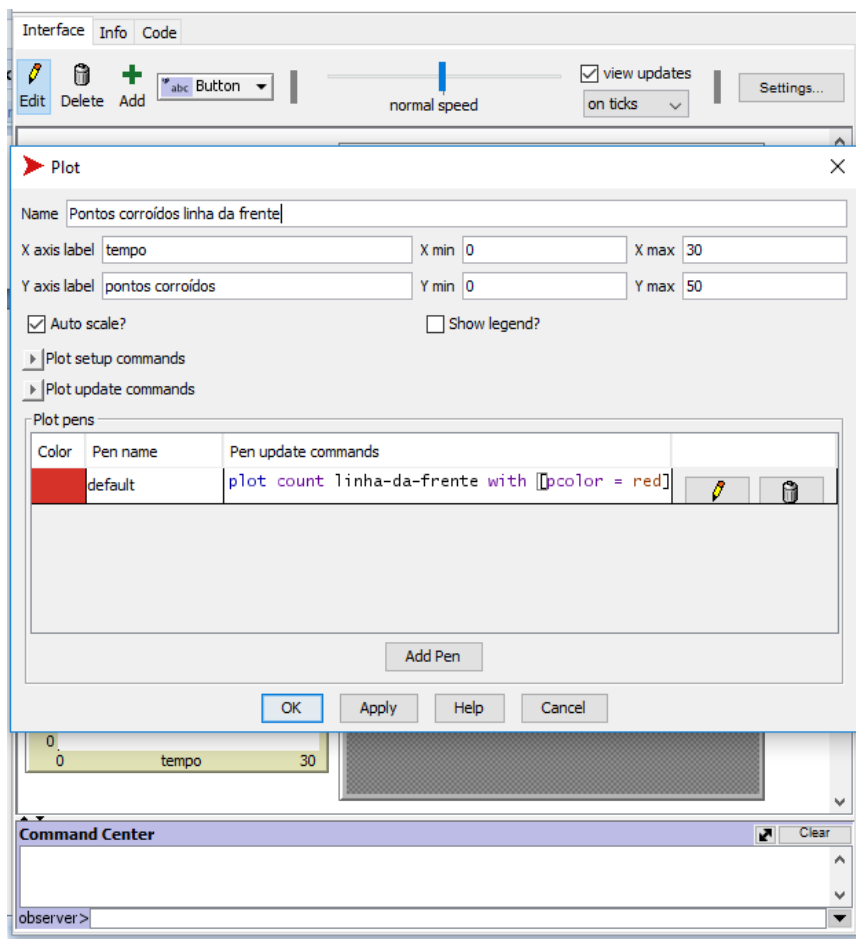 Interface Info Code
Edit Delete Add abc Button normal speed view updates on ticks Settings...
Plot
Name Pontos corroídos linha da frente
X axis label tempo X min 0 X max 30
Y axis label pontos corroídos Y min 0 Y max 50
Auto scale? Show legend?
Plot setup commands
Plot update commands
Plot pens
Color Pen name Pen update commands
default plot count linha-da-frente with [pcolor = red]
Add Pen
OK Apply Help Cancel
0
0 tempo 30
Command Center Clear
observer>